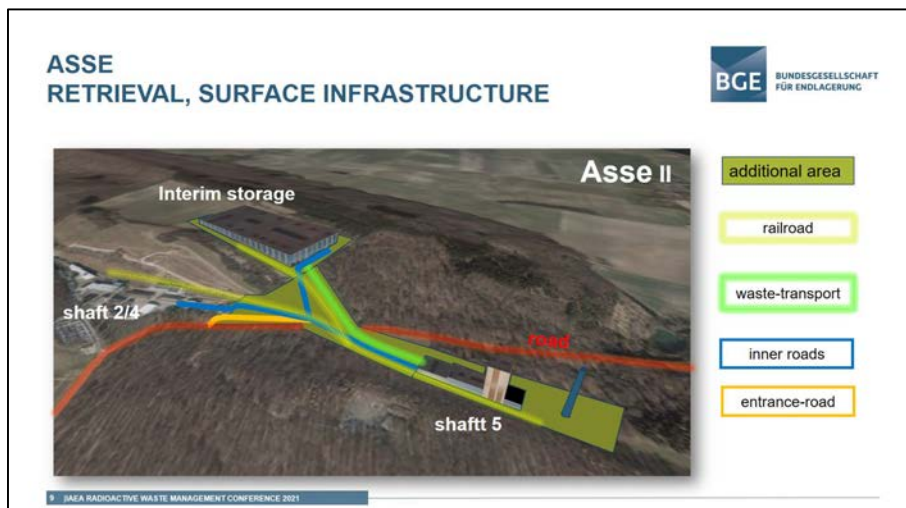 ASSE
RETRIEVAL, SURFACE INFRASTRUCTURE
BGE
BUNDESGESELLSCHAFT
FÜR ENDLAGERUNG
Asse II
Interim storage
shaft 2/4
road
shaftt 5
additional area
railroad
waste-transport
inner roads
entrance-road
9 JIAEA RADIOACTIVE WASTE MANAGEMENT CONFERENCE 2021